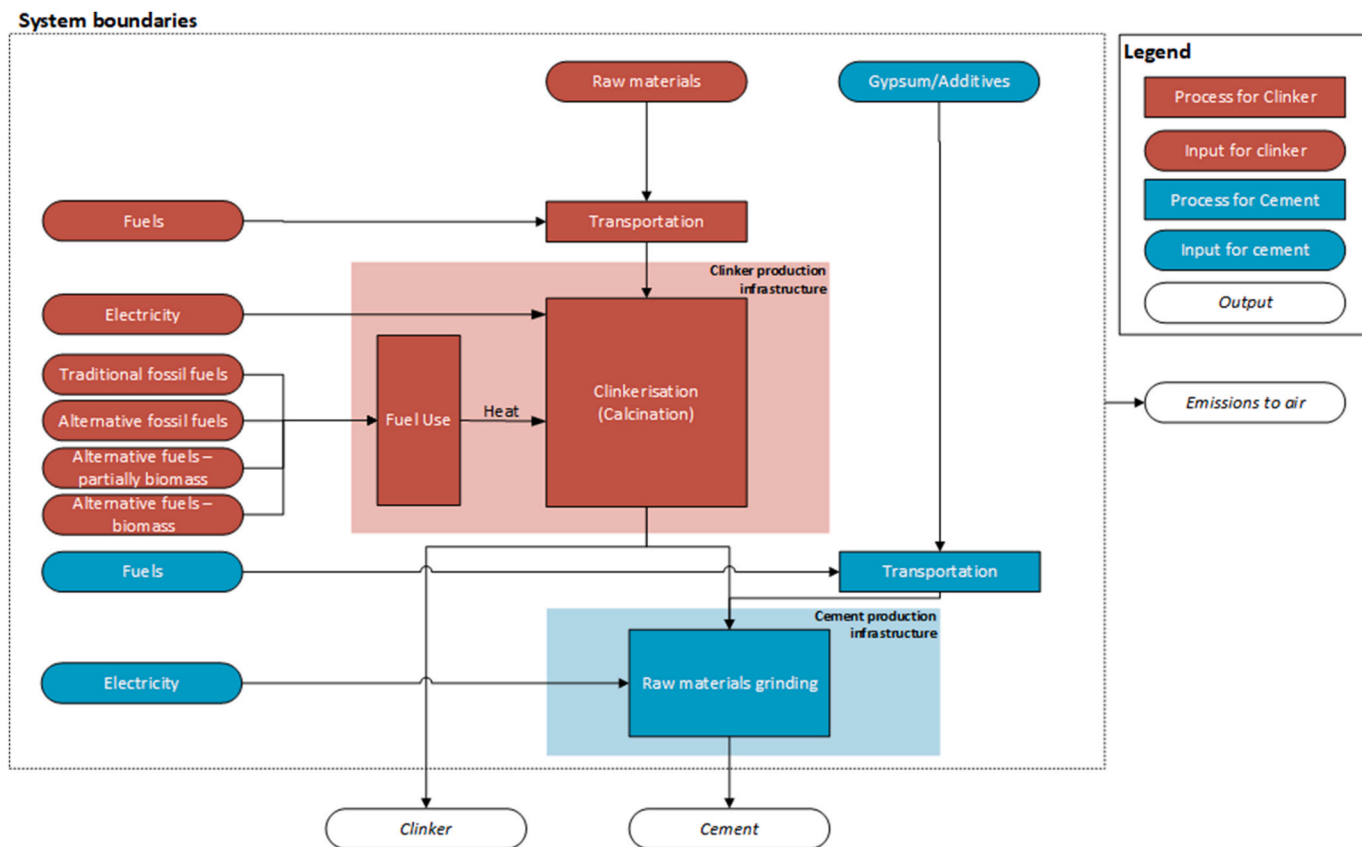 System boundaries
Raw materials
Gypsum/Additives
Legend
Process for Clinker
Input for clinker
Process for Cement
Input for cement
Output
Fuels
Transportation
Clinker production
infrastructure
Electricity
Traditional fossil fuels
Alternative fossil fuels
Alternative fuels –
partially biomass
Alternative fuels –
biomass
Fuel Use
Heat
Clinkerisation
(Calcination)
Emissions to air
Fuels
Transportation
Cement production
infrastructure
Electricity
Raw materials grinding
Clinker
Cement